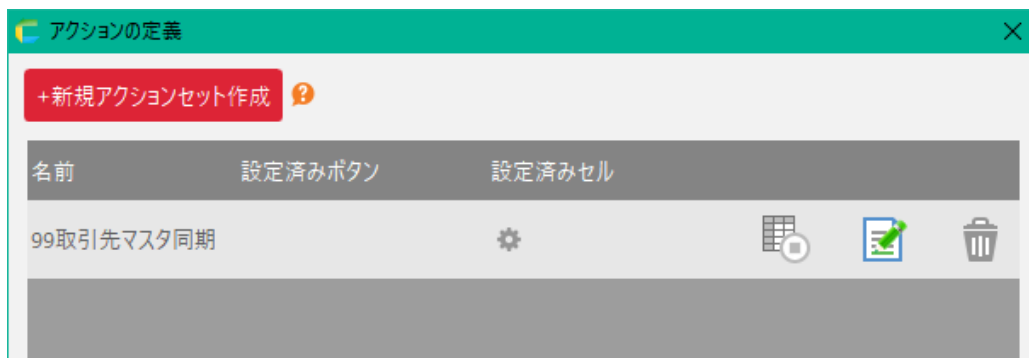 アクションの定義
+新規アクションセット作成
名前 設定済みボタン 設定済みセル
99取引先マスタ同期